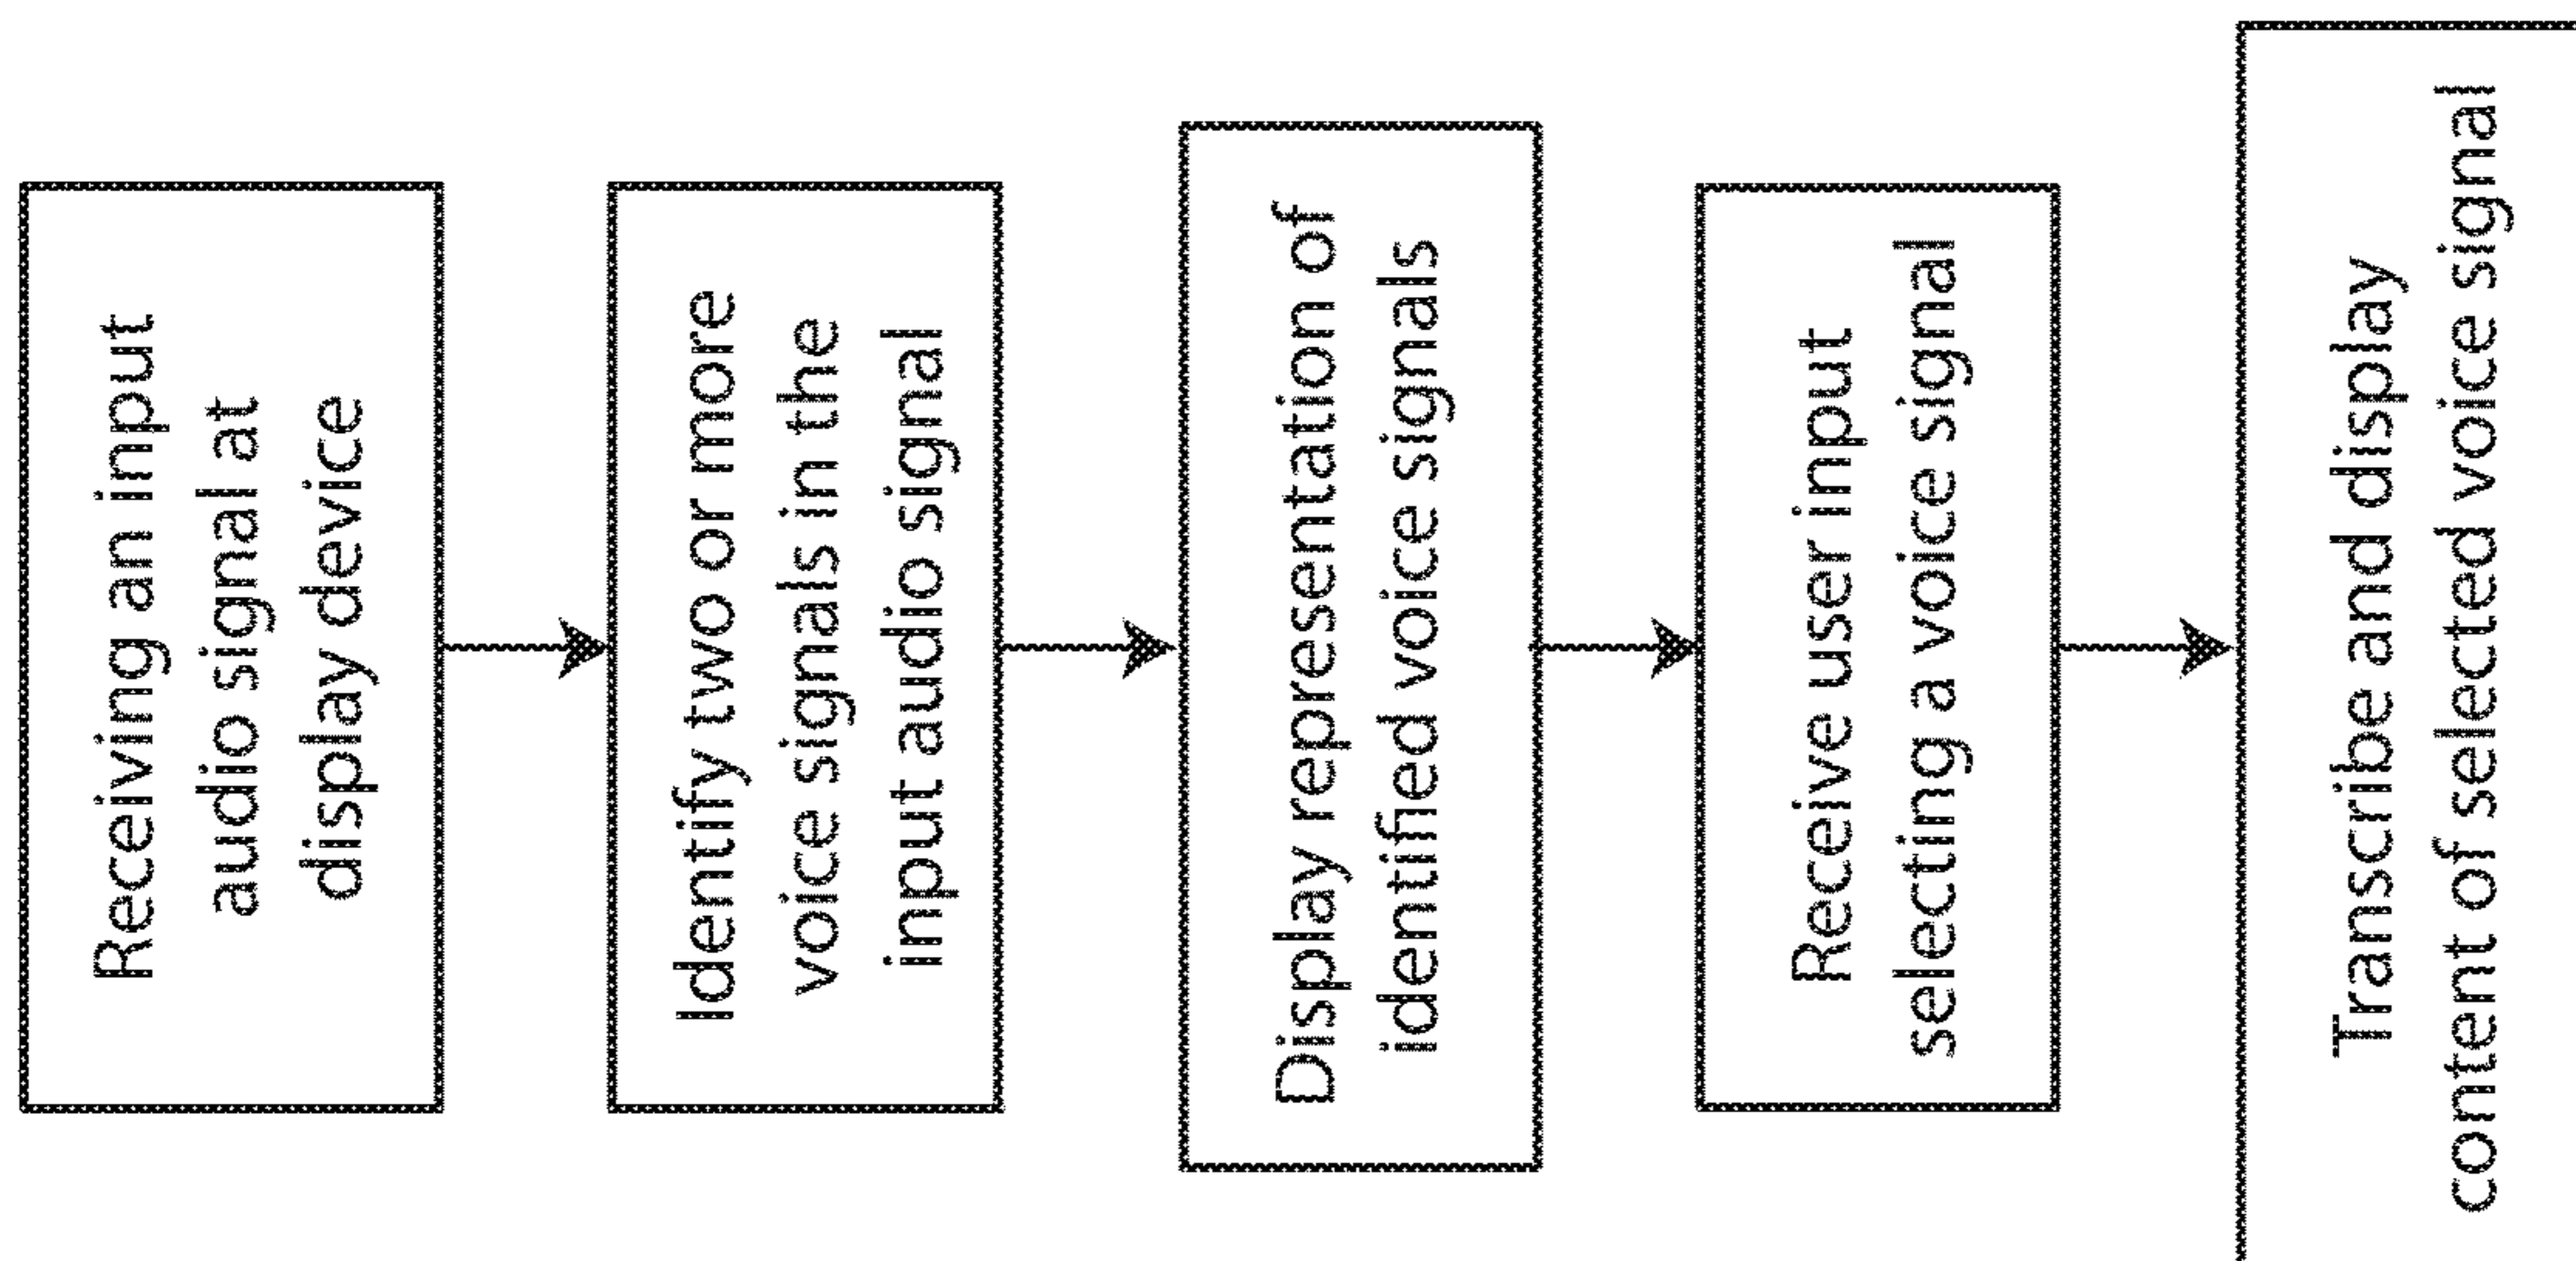 Receiving an input
audio signal at
display device
Identify two or more
voice signals in the
input audio signal
Display representation of
identified voice signals
Receive user input
selecting a voice signal
Transcribe and display
content of selected voice signal